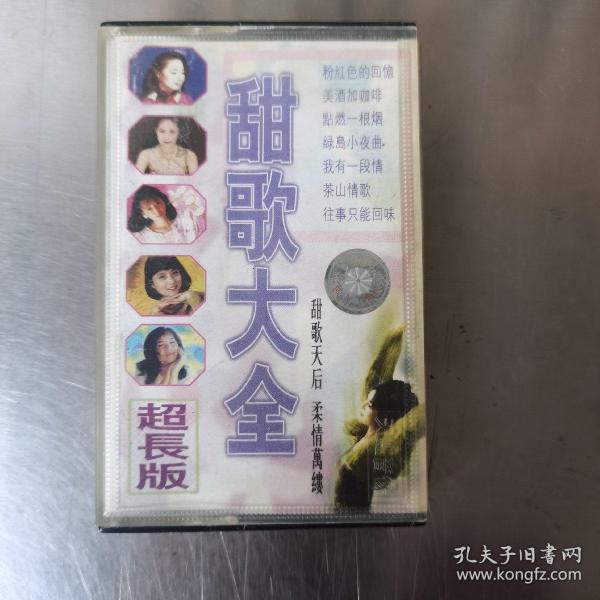 粉紅色的回憶
美酒加咖啡
點燃一根烟
綠島小夜曲
我有一段情
茶山情歌
往事只能回味
甜歌大全
甜歌天后 柔情萬縷
超長版
孔夫子旧书网
www.kongfz.com